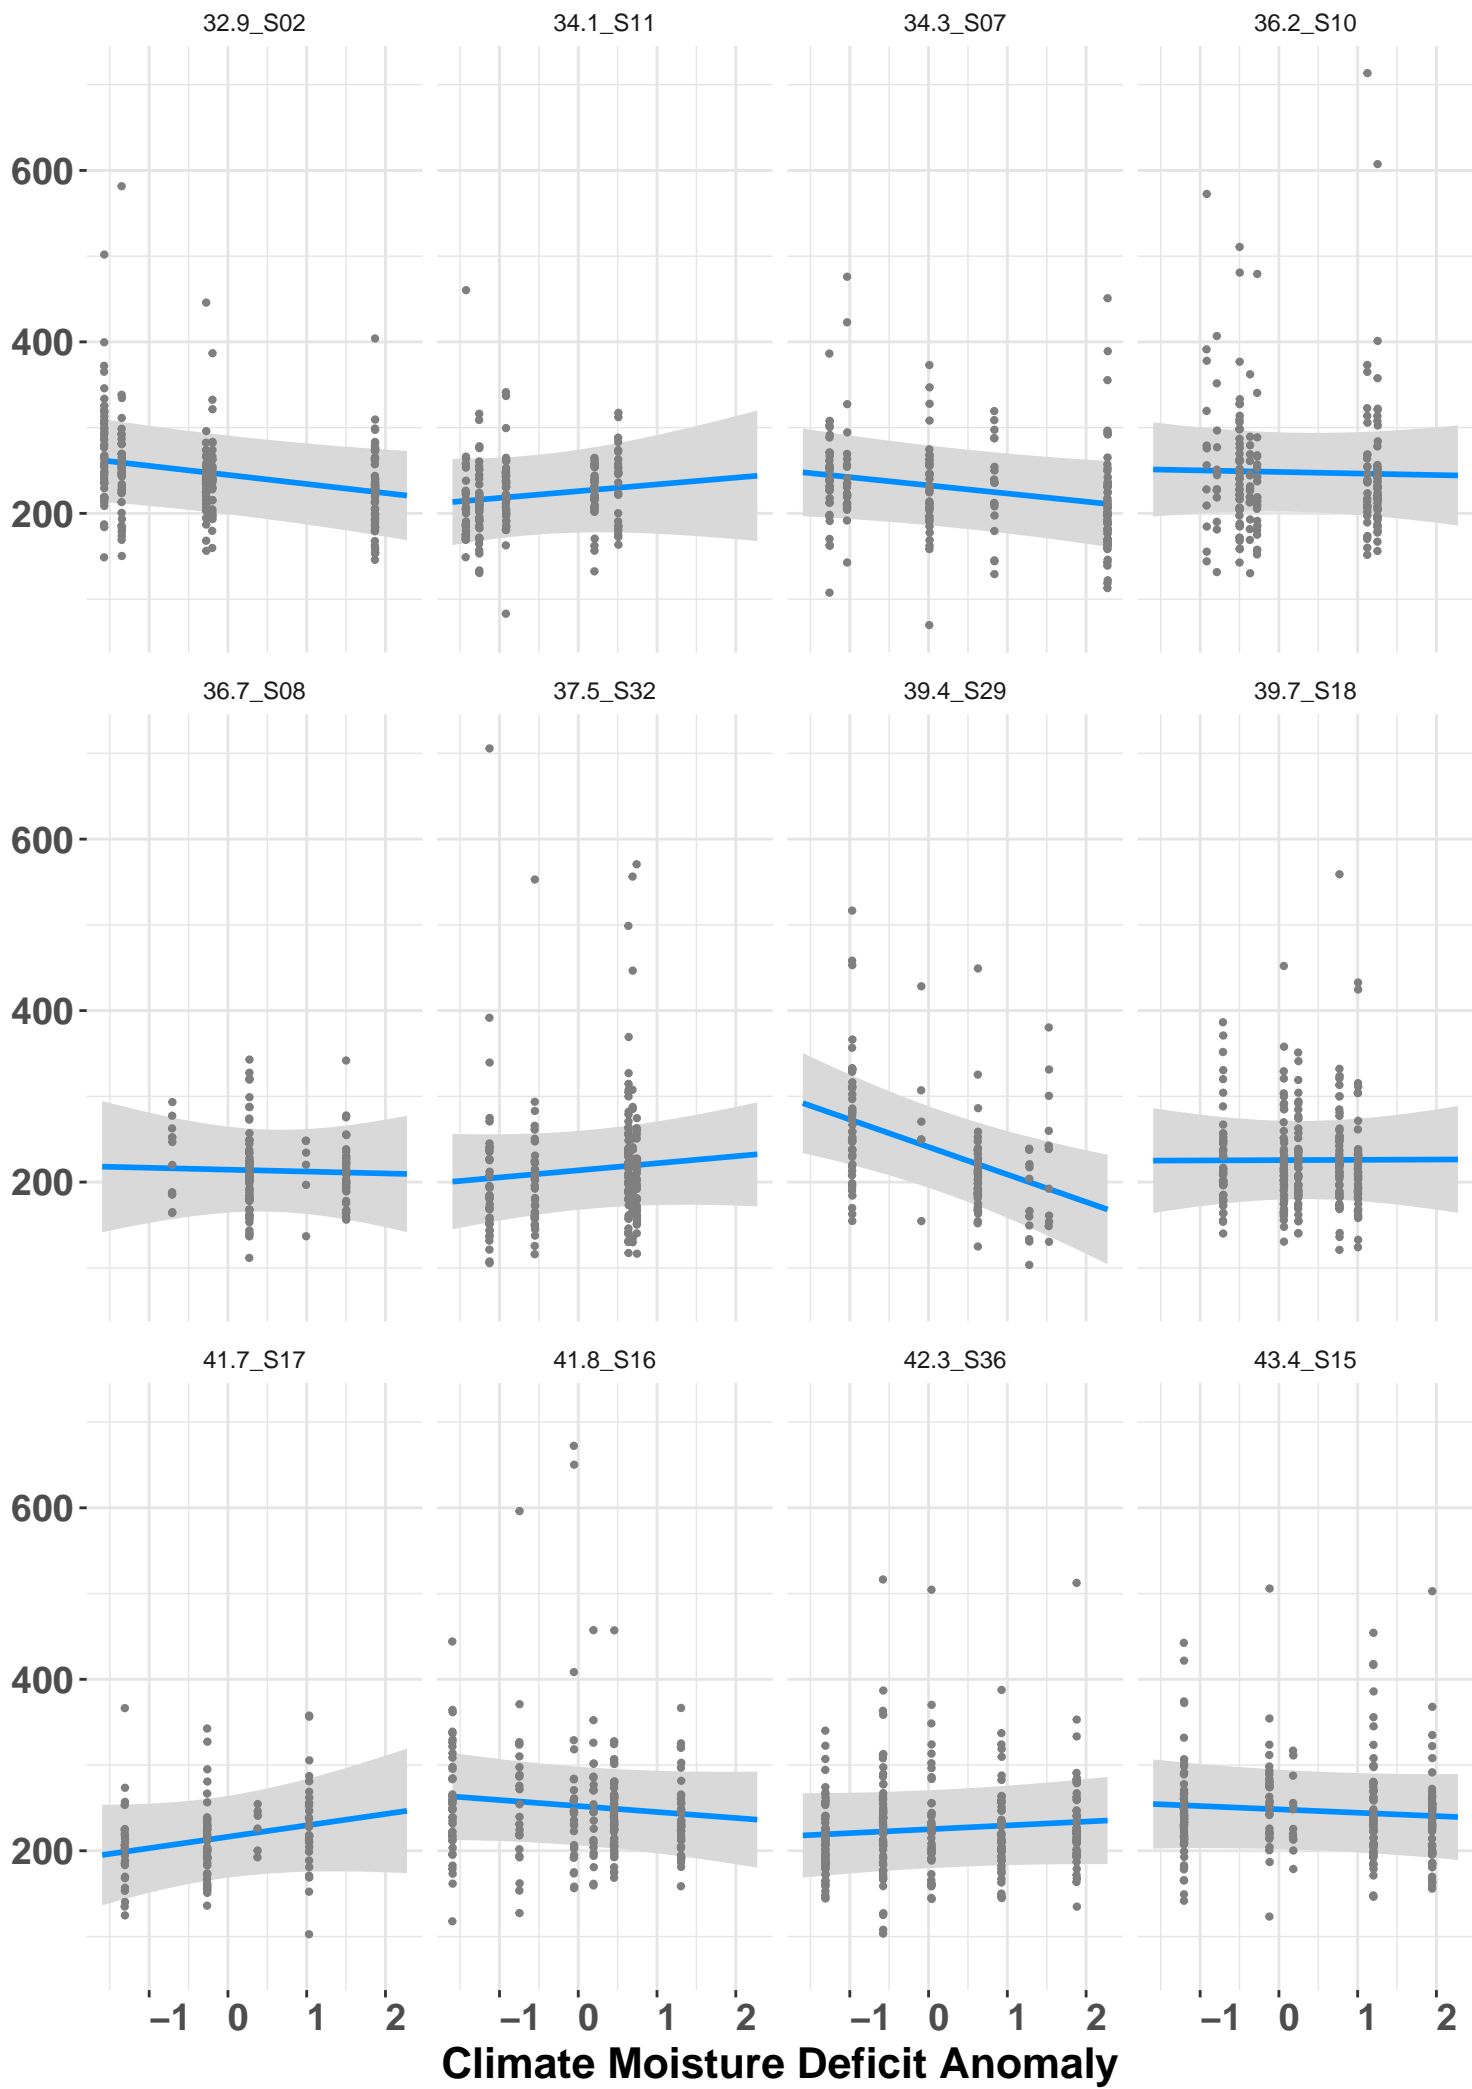 32.9_S02 34.1_S11 34.3_S07 36.2_S10
600
400
200
36.7_S08 37.5_S32 39.4_S29 39.7_S18
600
400
200
41.7_S17 41.8_S16 42.3_S36 43.4_S15
600
400
200
−1 0 1 2 −1 0 1 2 −1 0 1 2 −1 0 1 2
Climate Moisture Deficit Anomaly